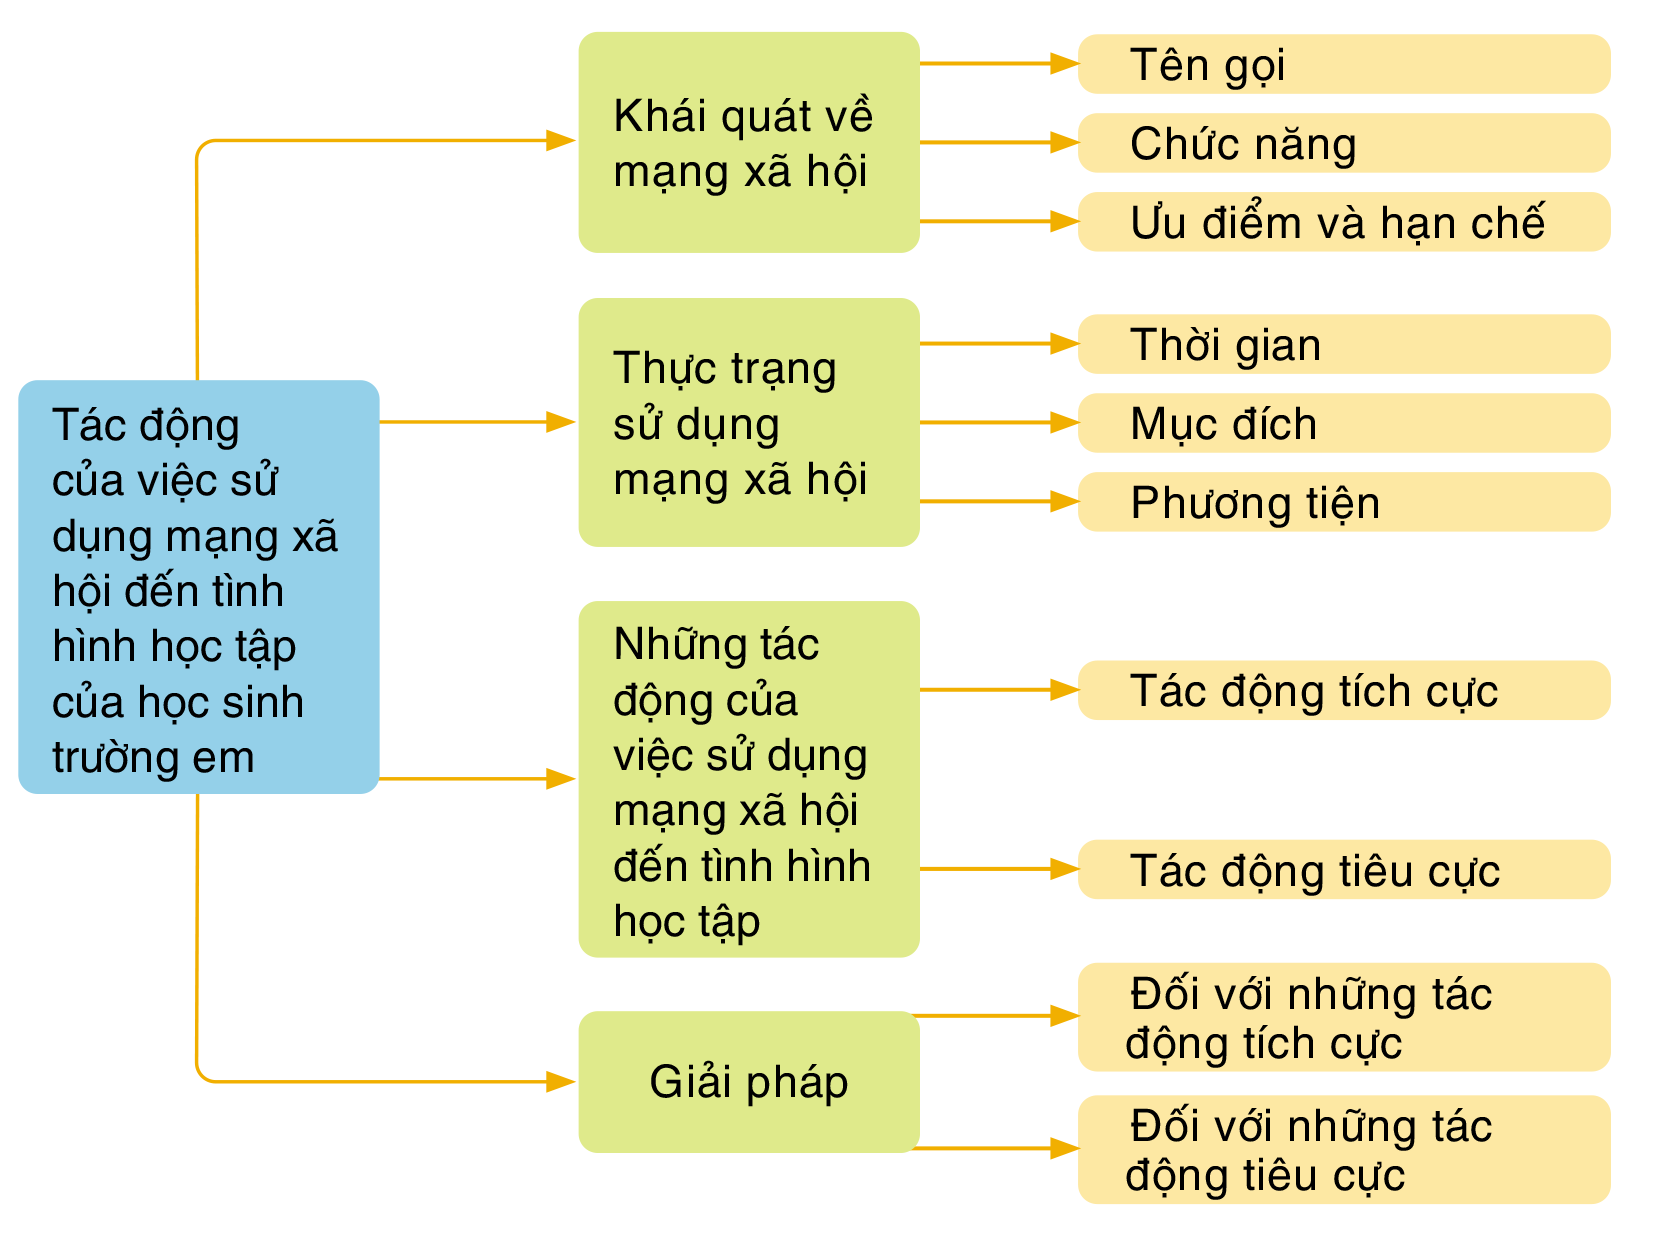 Tác động
của việc sử
dụng mạng xã
hội đến tình
hình học tập
của học sinh
trường em
Khái quát về
mạng xã hội
Tên gọi
Chức năng
Ưu điểm và hạn chế
Thực trạng
sử dụng
mạng xã hội
Thời gian
Mục đích
Phương tiện
Những tác
động của
việc sử dụng
mạng xã hội
đến tình hình
học tập
Tác động tích cực
Tác động tiêu cực
Giải pháp
Đối với những tác
động tích cực
Đối với những tác
động tiêu cực